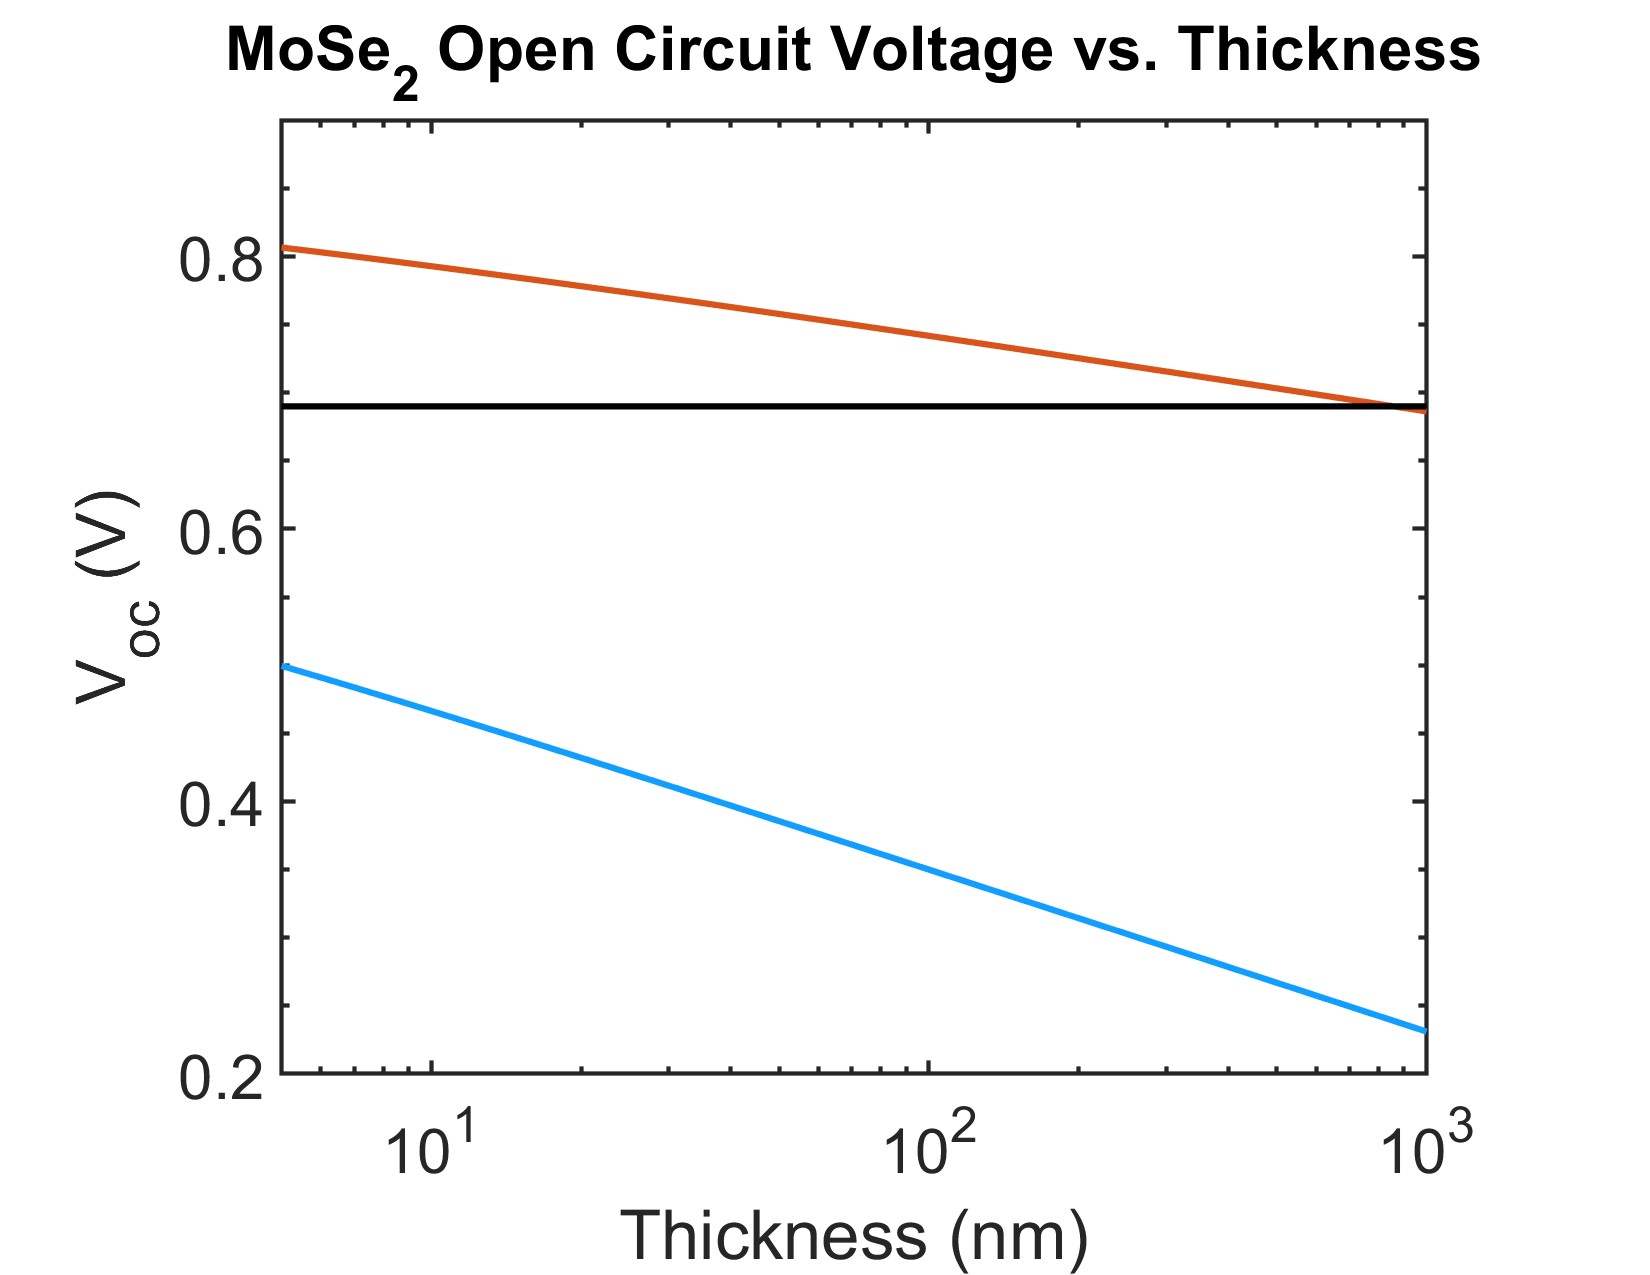 MoSe₂ Open Circuit Voltage vs. Thickness
V_oc (V)
0.8
0.6
0.4
0.2
10¹ 10² 10³
Thickness (nm)